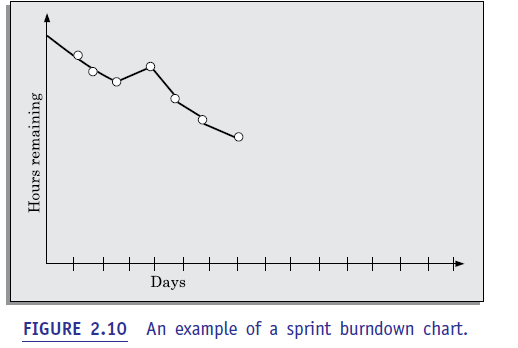 Hours remaining
Days
FIGURE 2.10 An example of a sprint burndown chart.